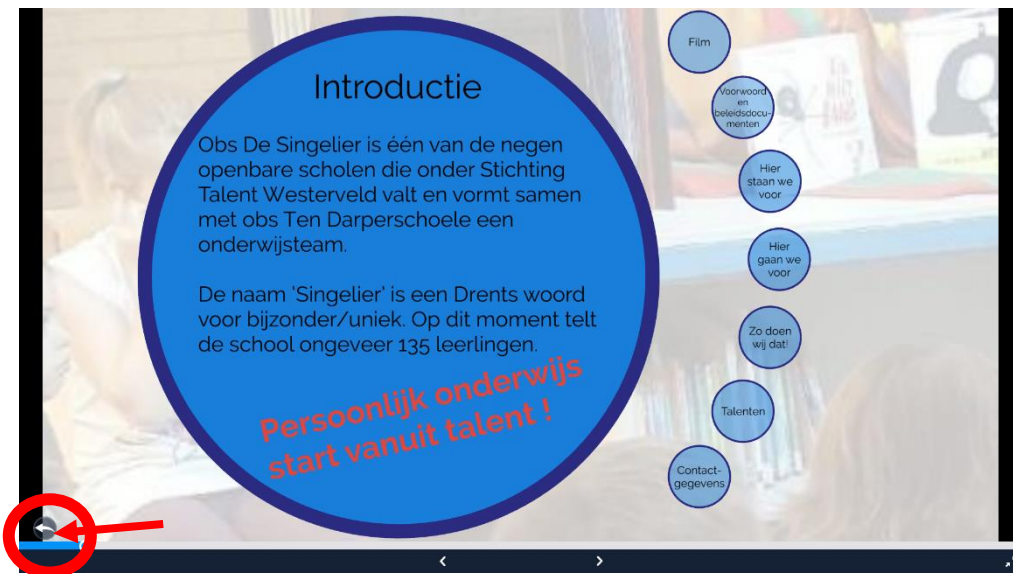 Introductie
Obs De Singelier is één van de negen
openbare scholen die onder Stichting
Talent Westerveld valt en vormt samen
met obs Ten Darperschoele een
onderwijsteam.
De naam 'Singelier' is een Drents woord
voor bijzonder/uniek. Op dit moment telt
de school ongeveer 135 leerlingen.
Persoonlijk onderwijs
start vanuit talent !
Film
Voorwoord
en
beleidsdocu-
menten
Hier
staan we
voor
Hier
gaan we
voor
Zo doen
wij dat!
Talenten
Contact-
gegevens